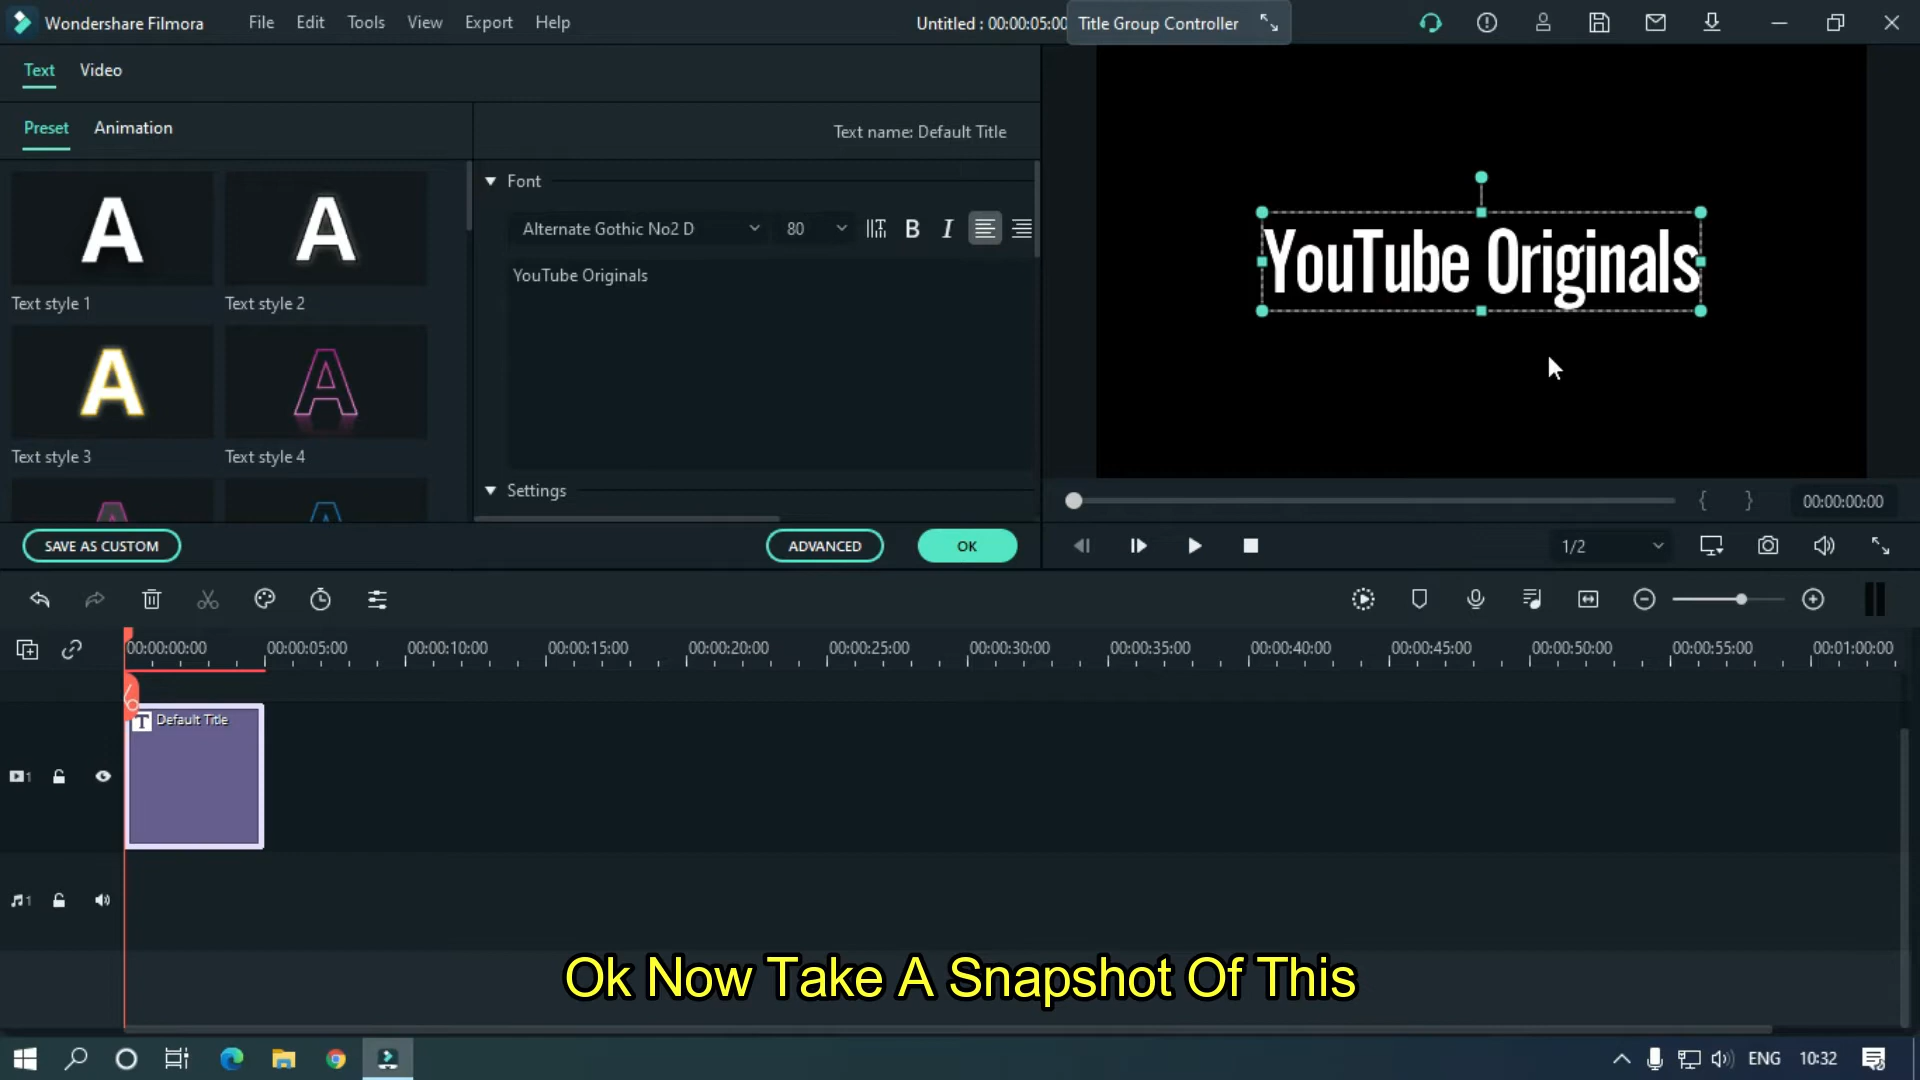 Wondershare Filmora File Edit Tools View Export Help Untitled : 00:00:05:00 Title Group Controller
Text Video
Preset Animation
Text name: Default Title
Text style 1
Text style 2
Text style 3
Text style 4
Font
Alternate Gothic No2 D 80 B I
YouTube Originals
Settings
SAVE AS CUSTOM ADVANCED OK
YouTube Originals
{ } 00:00:00:00
1/2
00:00:00:00 00:00:05:00 00:00:10:00 00:00:15:00 00:00:20:00 00:00:25:00 00:00:30:00 00:00:35:00 00:00:40:00 00:00:45:00 00:00:50:00 00:00:55:00 00:01:00:00
T Default Title
1
1
Ok Now Take A Snapshot Of This
ENG 10:32